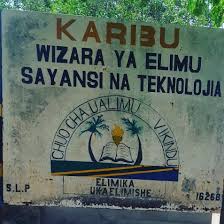 KARIBU
WIZARA YA ELIMU
SAYANSI NA TEKNOLOJIA
CHUO CHA UALIMU VIKINDU
ELIMIKA
UKAELIMISHE
S.L.P 16268